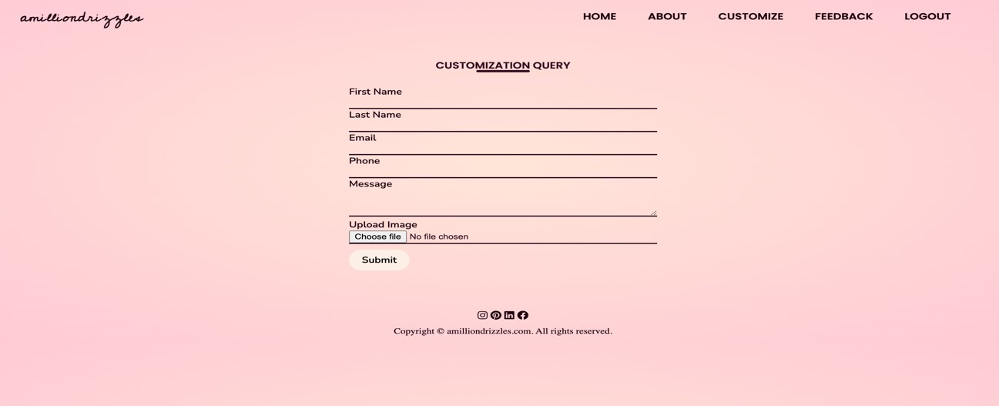 amilliondrizzles
HOME ABOUT CUSTOMIZE FEEDBACK LOGOUT
CUSTOMIZATION QUERY
First Name
Last Name
Email
Phone
Message
Upload Image
Choose file No file chosen
Submit
Copyright © amilliondrizzles.com. All rights reserved.